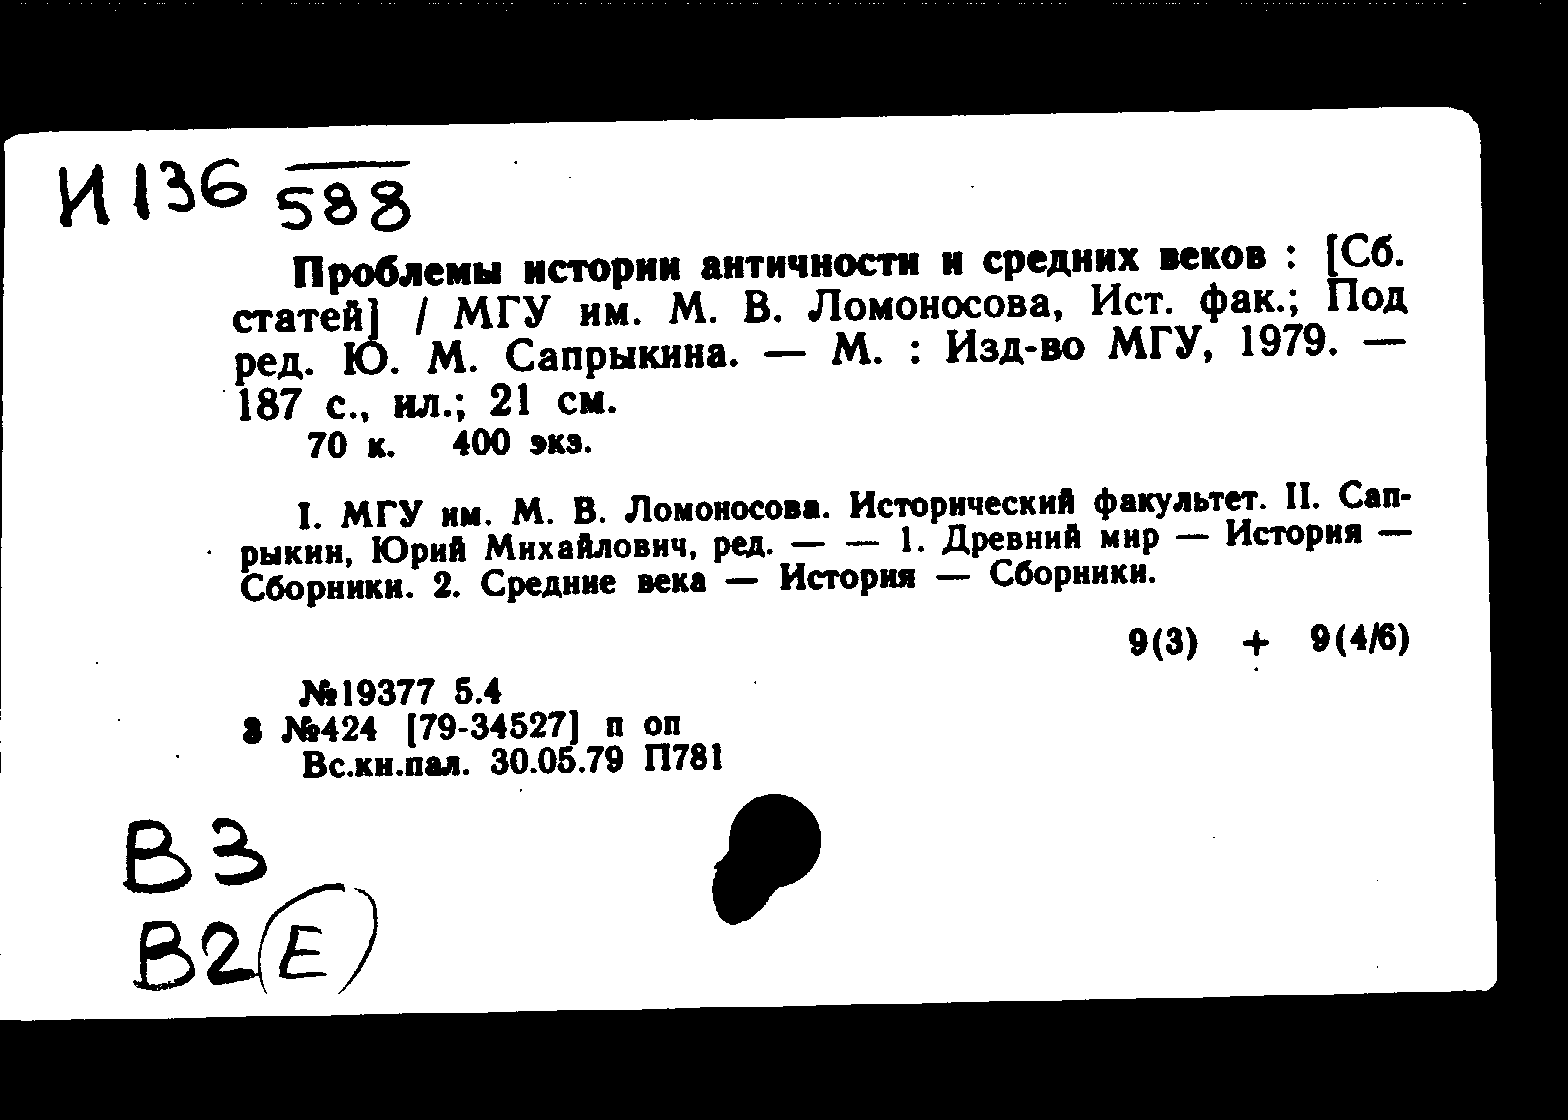 И 136 588
Проблемы истории античности и средних веков : [Сб.
статей] / МГУ им. М. В. Ломоносова, Ист. фак.; Под
ред. Ю. М. Сапрыкина. — М. : Изд-во МГУ, 1979. —
187 с., ил.; 21 см.
70 к. 400 экз.
I. МГУ им. М. В. Ломоносова. Исторический факультет. II. Сап-
рыкин, Юрий Михайлович, ред. — — 1. Древний мир — История —
Сборники. 2. Средние века — История — Сборники.
9(3) + 9(4/6)
№19377 5.4
№424 [79-34527] п оп
Вс.кн.пал. 30.05.79 П781
В3
В2(Е)